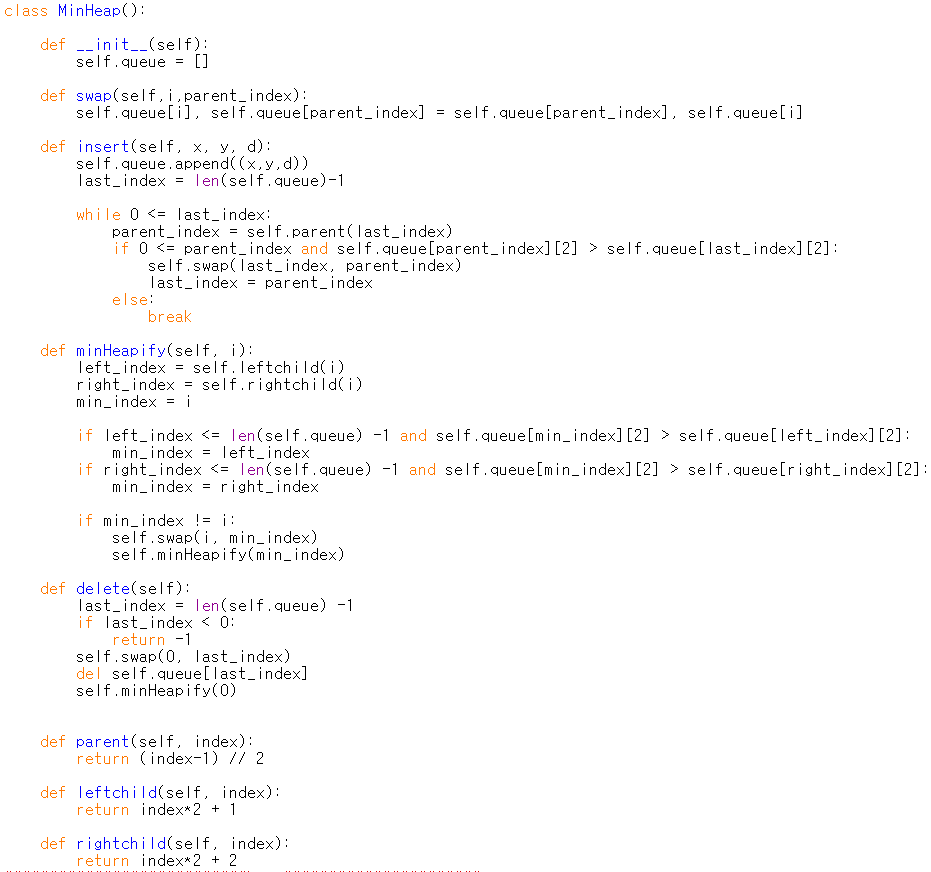 class MinHeap():
    def __init__(self):
        self.queue = []
    def swap(self,i,parent_index):
        self.queue[i], self.queue[parent_index] = self.queue[parent_index], self.queue[i]
    def insert(self, x, y, d):
        self.queue.append((x,y,d))
        last_index = len(self.queue)-1
        while 0 <= last_index:
            parent_index = self.parent(last_index)
            if 0 <= parent_index and self.queue[parent_index][2] > self.queue[last_index][2]:
                self.swap(last_index, parent_index)
                last_index = parent_index
            else:
                break
    def minHeapify(self, i):
        left_index = self.leftchild(i)
        right_index = self.rightchild(i)
        min_index = i
        if left_index <= len(self.queue) -1 and self.queue[min_index][2] > self.queue[left_index][2]:
            min_index = left_index
        if right_index <= len(self.queue) -1 and self.queue[min_index][2] > self.queue[right_index][2]:
            min_index = right_index
        if min_index != i:
            self.swap(i, min_index)
            self.minHeapify(min_index)
    def delete(self):
        last_index = len(self.queue) -1
        if last_index < 0:
            return -1
        self.swap(0, last_index)
        del self.queue[last_index]
        self.minHeapify(0)
    def parent(self, index):
        return (index-1) // 2
    def leftchild(self, index):
        return index*2 + 1
    def rightchild(self, index):
        return index*2 + 2